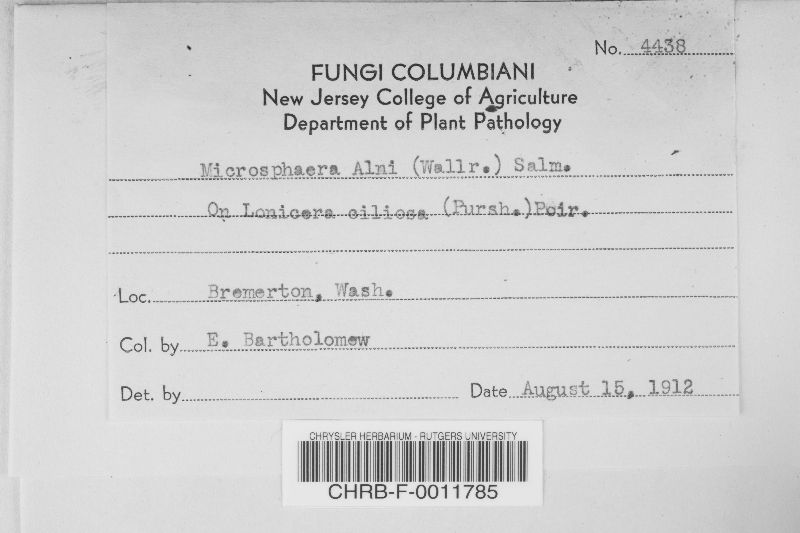 No. 4438
FUNGI COLUMBIANI
New Jersey College of Agriculture
Department of Plant Pathology
Microsphaera Alni (Wallr.) Salm.
On Lonicera ciliosa (Pursh.)Poir.
Loc. Bremerton, Wash.
Col. by E. Bartholomew
Det. by Date August 15, 1912
CHRYSLER HERBARIUM - RUTGERS UNIVERSITY
CHRB-F-0011785